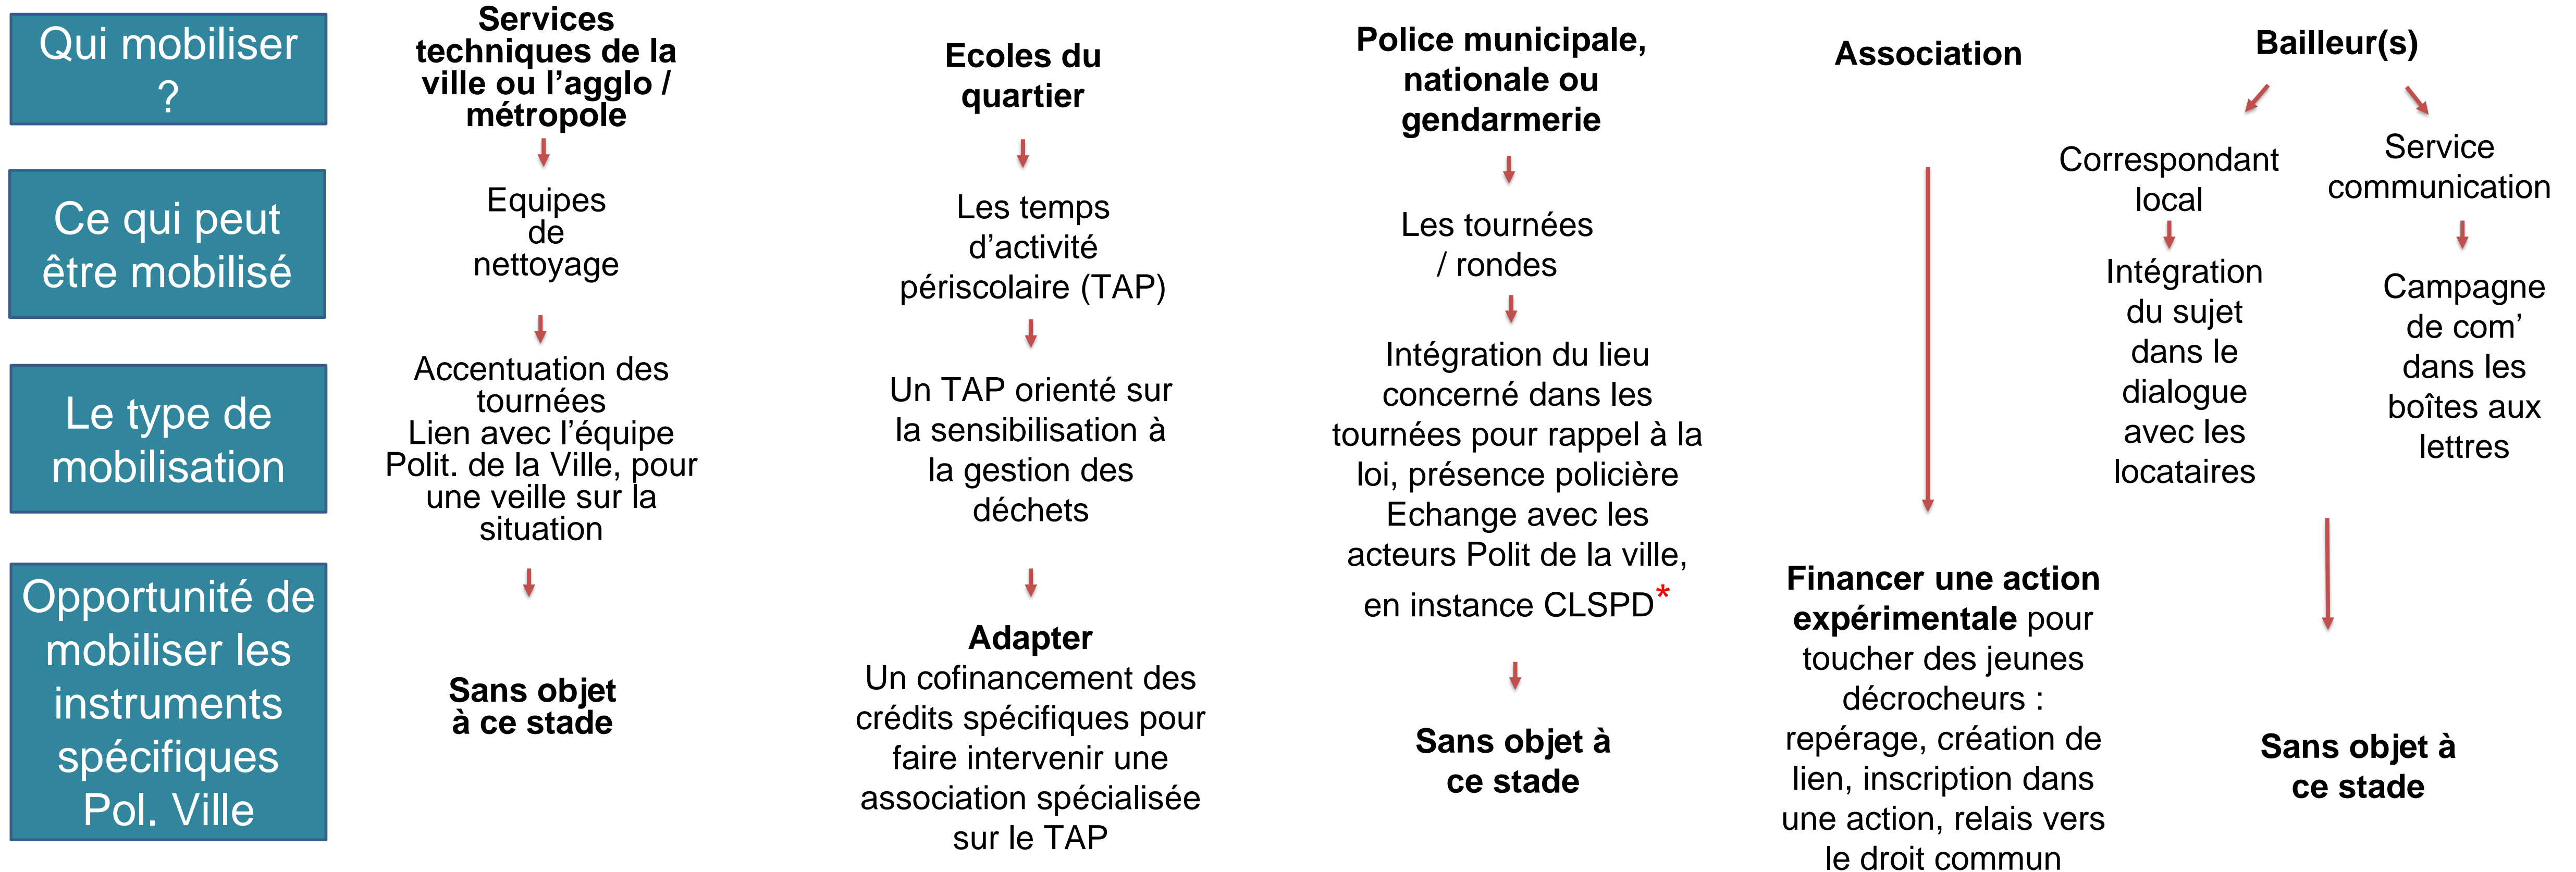 Qui mobiliser
?
Services
techniques de la
ville ou l’agglo /
métropole
Ecoles du
quartier
Police municipale,
nationale ou
gendarmerie
Association
Bailleur(s)
Ce qui peut
être mobilisé
Equipes
de
nettoyage
Les temps
d’activité
périscolaire (TAP)
Les tournées
/ rondes
Correspondant
local
Service
communication
Le type de
mobilisation
Accentuation des
tournées
Lien avec l’équipe
Polit. de la Ville, pour
une veille sur la
situation
Un TAP orienté sur
la sensibilisation à
la gestion des
déchets
Intégration du lieu
concerné dans les
tournées pour rappel à la
loi, présence policière
Echange avec les
acteurs Polit de la ville,
en instance CLSPD*
Intégration
du sujet
dans le
dialogue
avec les
locataires
Campagne
de com’
dans les
boîtes aux
lettres
Opportunité de
mobiliser les
instruments
spécifiques
Pol. Ville
Sans objet
à ce stade
Adapter
Un cofinancement des
crédits spécifiques pour
faire intervenir une
association spécialisée
sur le TAP
Sans objet à
ce stade
Financer une action
expérimentale pour
toucher des jeunes
décrocheurs :
repérage, création de
lien, inscription dans
une action, relais vers
le droit commun
Sans objet à
ce stade